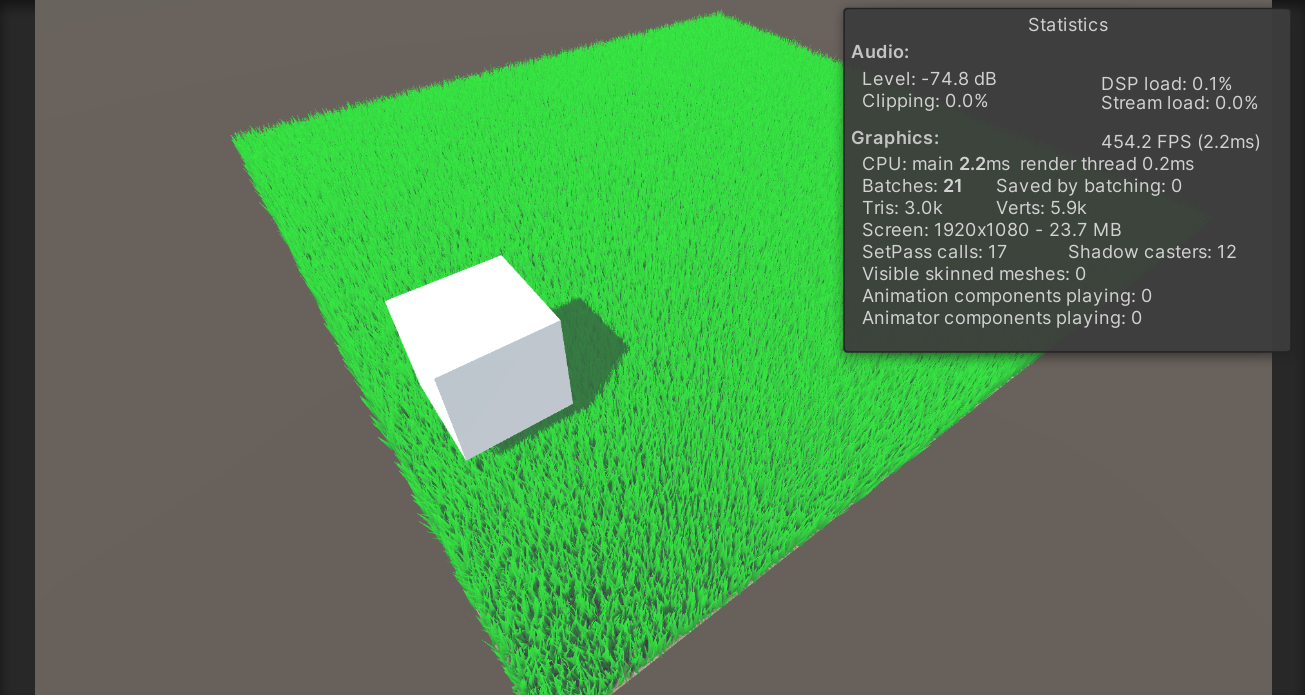 Statistics
Audio:
Level: -74.8 dB DSP load: 0.1%
Clipping: 0.0% Stream load: 0.0%
Graphics: 454.2 FPS (2.2ms)
CPU: main 2.2ms render thread 0.2ms
Batches: 21 Saved by batching: 0
Tris: 3.0k Verts: 5.9k
Screen: 1920x1080 - 23.7 MB
SetPass calls: 17 Shadow casters: 12
Visible skinned meshes: 0
Animation components playing: 0
Animator components playing: 0